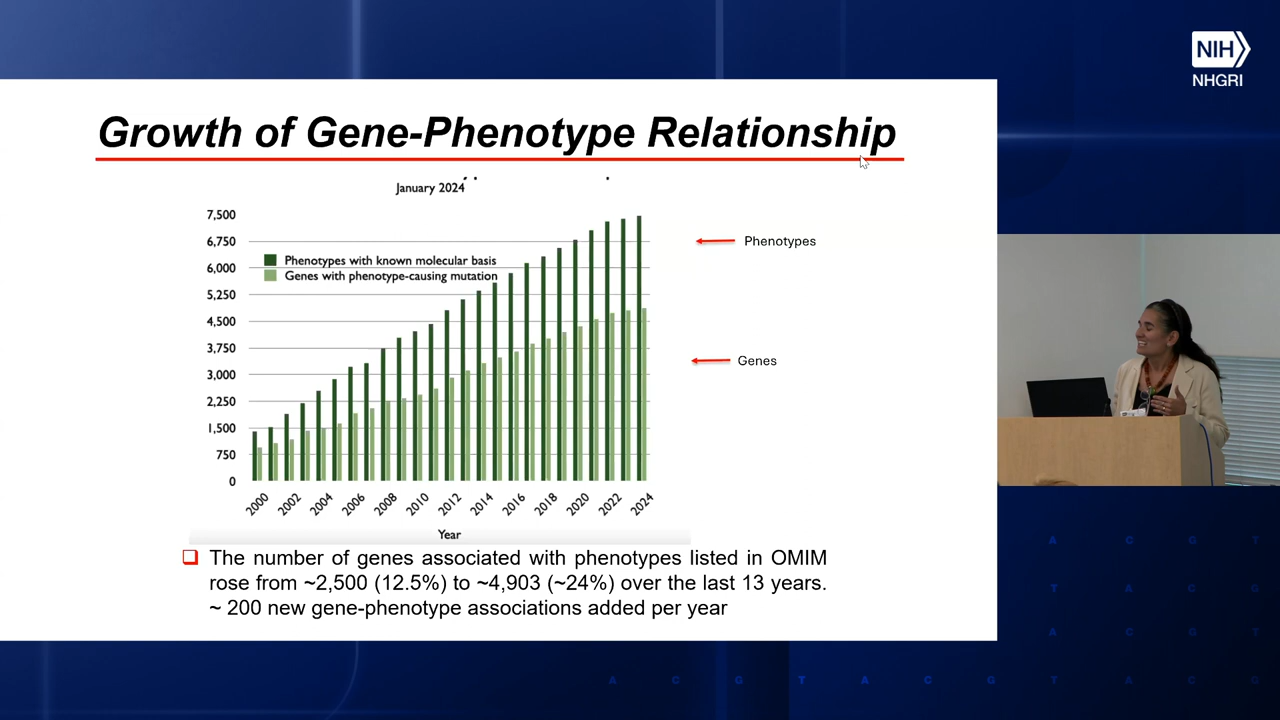 NIH
NHGRI
Growth of Gene-Phenotype Relationship
January 2024
7,500
6,750
6,000
5,250
4,500
3,750
3,000
2,250
1,500
750
0
Phenotypes with known molecular basis
Genes with phenotype-causing mutation
Phenotypes
Genes
2000
2002
2004
2006
2008
2010
2012
2014
2016
2018
2020
2022
2024
Year
❑ The number of genes associated with phenotypes listed in OMIM
rose from ~2,500 (12.5%) to ~4,903 (~24%) over the last 13 years.
~ 200 new gene-phenotype associations added per year
A C G T
T A C G
A C G T
A C G T A C G T A C